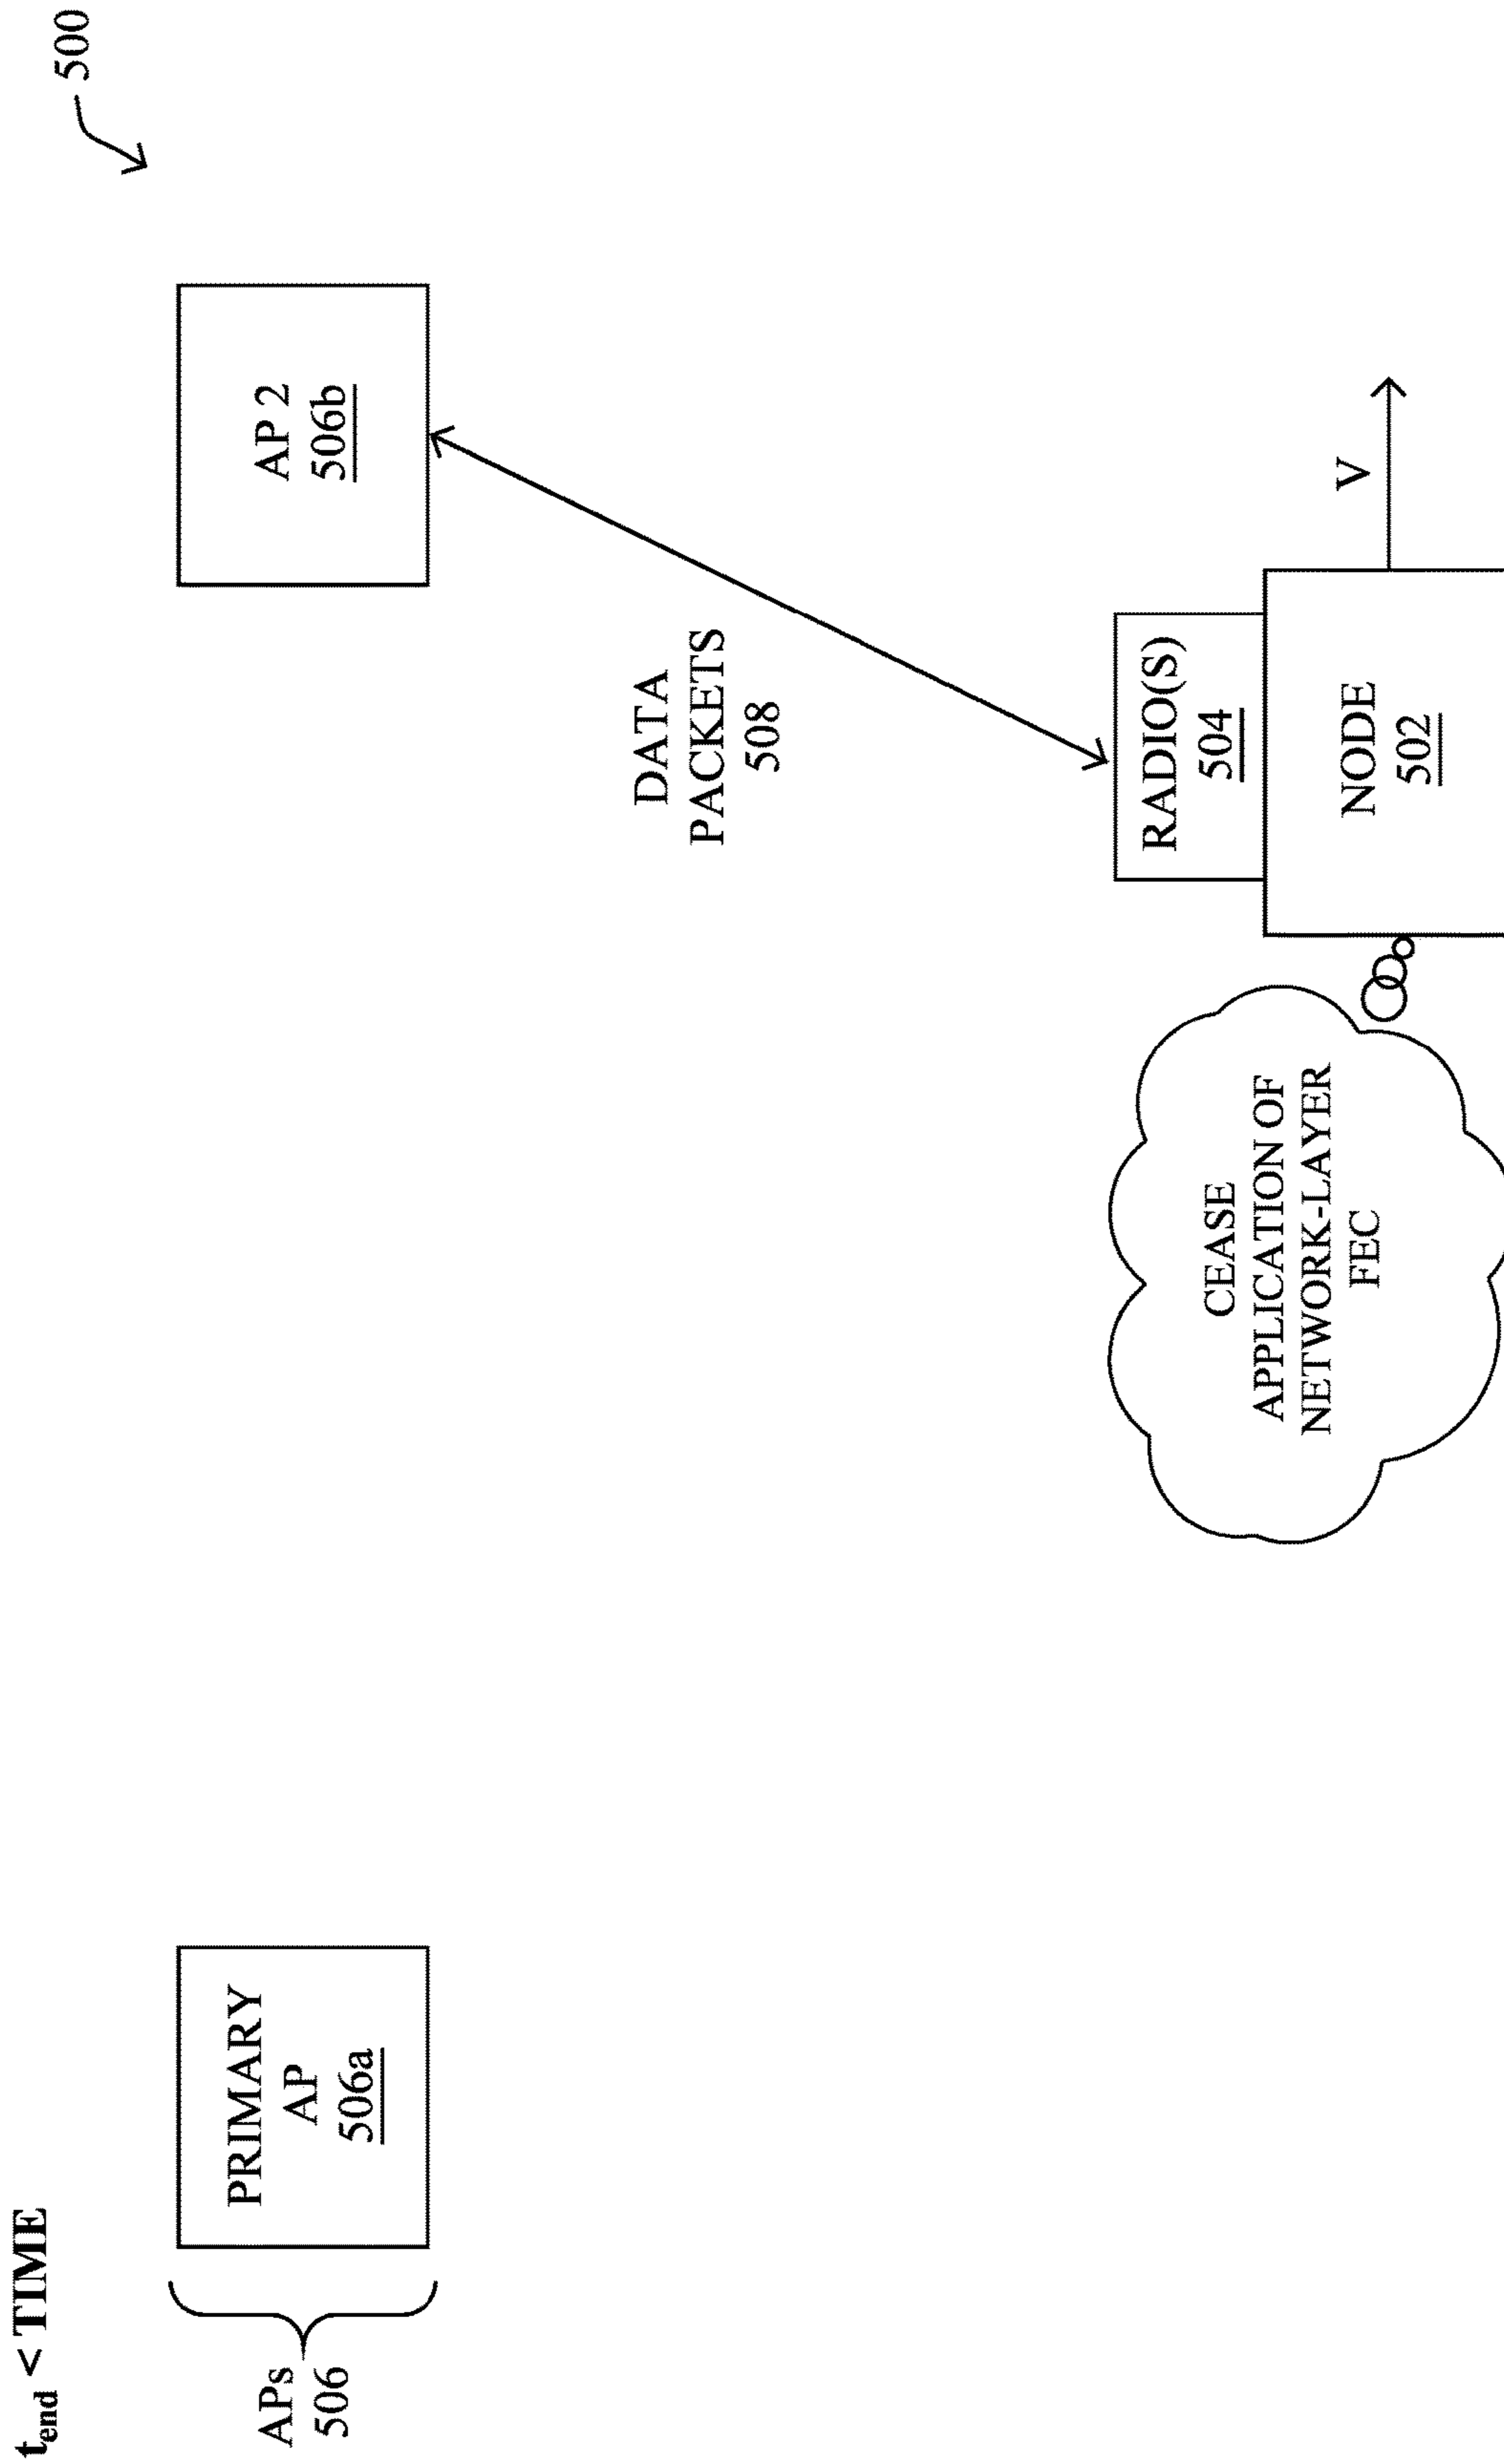 t_end < TIME
500
APs
506
PRIMARY
AP
506a
AP 2
506b
DATA
PACKETS
508
RADIO(S)
504
NODE
502
V
CEASE
APPLICATION OF
NETWORK-LAYER
FEC